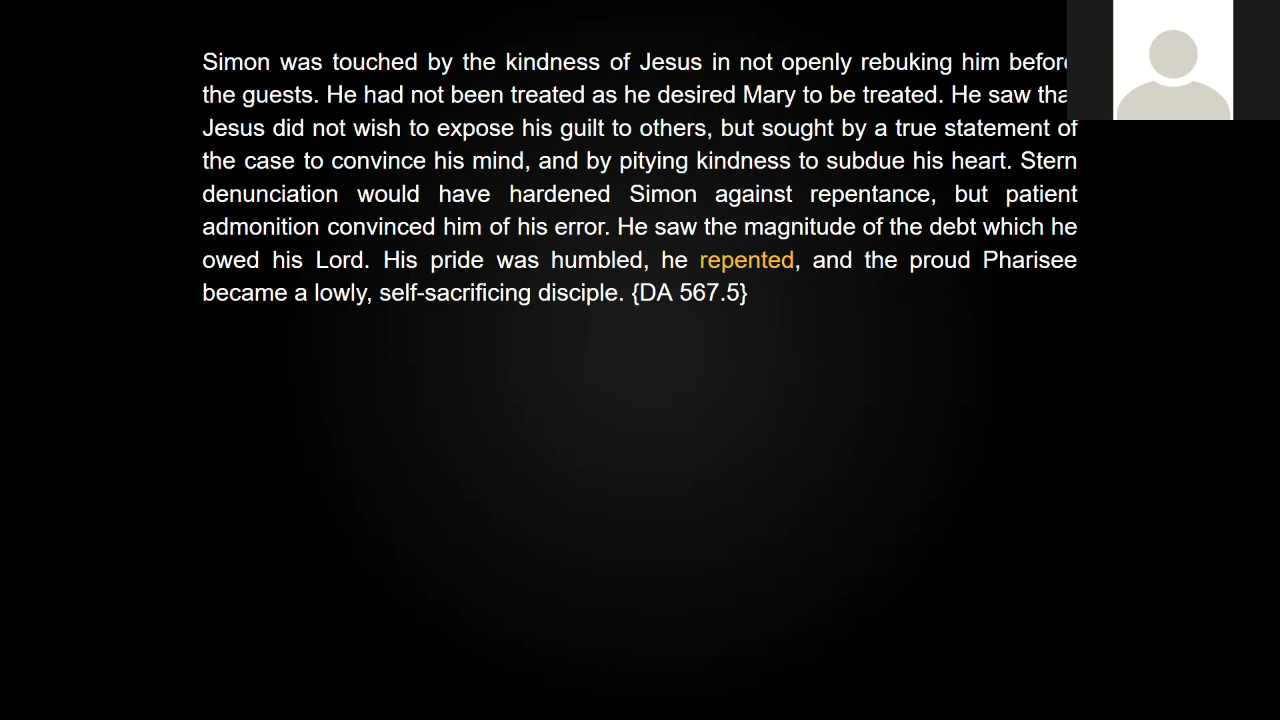 Simon was touched by the kindness of Jesus in not openly rebuking him before
the guests. He had not been treated as he desired Mary to be treated. He saw that
Jesus did not wish to expose his guilt to others, but sought by a true statement of
the case to convince his mind, and by pitying kindness to subdue his heart. Stern
denunciation would have hardened Simon against repentance, but patient
admonition convinced him of his error. He saw the magnitude of the debt which he
owed his Lord. His pride was humbled, he repented, and the proud Pharisee
became a lowly, self-sacrificing disciple. {DA 567.5}